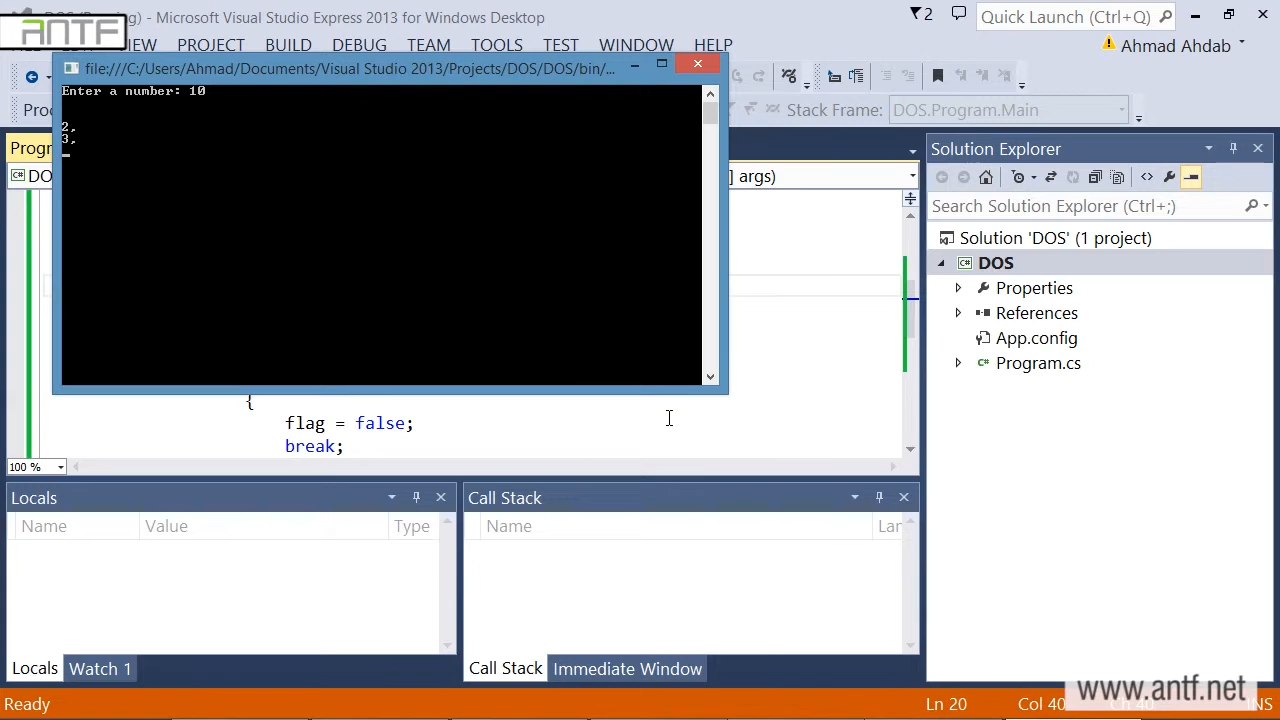 DOS (Running) - Microsoft Visual Studio Express 2013 for Windows Desktop
2
Quick Launch (Ctrl+Q)
ANTF
VIEW PROJECT BUILD DEBUG TEAM TOOLS TEST WINDOW HELP
Ahmad Ahdab
file:///C:/Users/Ahmad/Documents/Visual Studio 2013/Projects/DOS/DOS/bin/...
Stack Frame: DOS.Program.Main
Enter a number: 10
2,
3,
] args)
Solution Explorer
Search Solution Explorer (Ctrl+;)
Solution 'DOS' (1 project)
C# DOS
Properties
References
App.config
C# Program.cs
{
flag = false;
break;
100 %
Locals
Name Value Type
Call Stack
Name
Locals Watch 1
Call Stack Immediate Window
Ready
Ln 20 Col 40 Ch 40 INS
www.antf.net